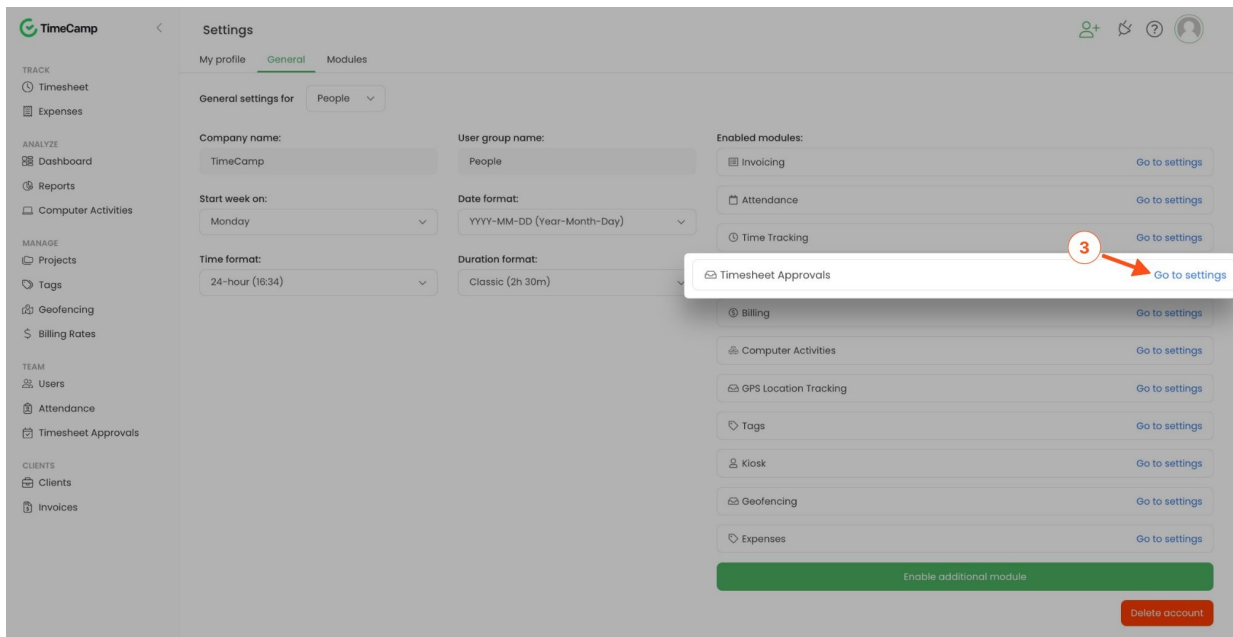 TimeCamp
TRACK
Timesheet
Expenses
ANALYZE
Dashboard
Reports
Computer Activities
MANAGE
Projects
Tags
Geofencing
$ Billing Rates
TEAM
Users
Attendance
Timesheet Approvals
CLIENTS
Clients
Invoices
Settings
My profile General Modules
General settings for People
Company name:
TimeCamp
User group name:
People
Start week on:
Monday
Date format:
YYYY-MM-DD (Year-Month-Day)
Time format:
24-hour (16:34)
Duration format:
Classic (2h 30m)
Enabled modules:
Invoicing Go to settings
Attendance Go to settings
Time Tracking Go to settings
3
Timesheet Approvals Go to settings
Billing Go to settings
Computer Activities Go to settings
GPS Location Tracking Go to settings
Tags Go to settings
Kiosk Go to settings
Geofencing Go to settings
Expenses Go to settings
Enable additional module
Delete account